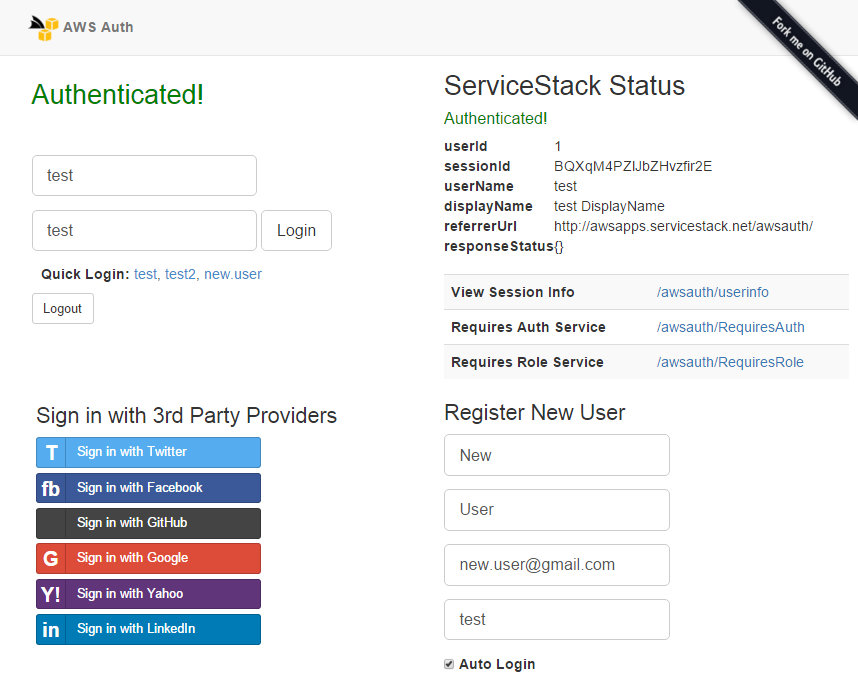 AWS Auth
Fork me on GitHub
Authenticated!
test
test
Login
Quick Login: test, test2, new.user
Logout
Sign in with 3rd Party Providers
T Sign in with Twitter
fb Sign in with Facebook
Sign in with GitHub
G Sign in with Google
Y! Sign in with Yahoo
in Sign in with LinkedIn
ServiceStack Status
Authenticated!
userId 1
sessionId BQXqM4PZIJbZHvzfir2E
userName test
displayName test DisplayName
referrerUrl http://awsapps.servicestack.net/awsauth/
responseStatus{}
View Session Info /awsauth/userinfo
Requires Auth Service /awsauth/RequiresAuth
Requires Role Service /awsauth/RequiresRole
Register New User
New
User
new.user@gmail.com
test
Auto Login